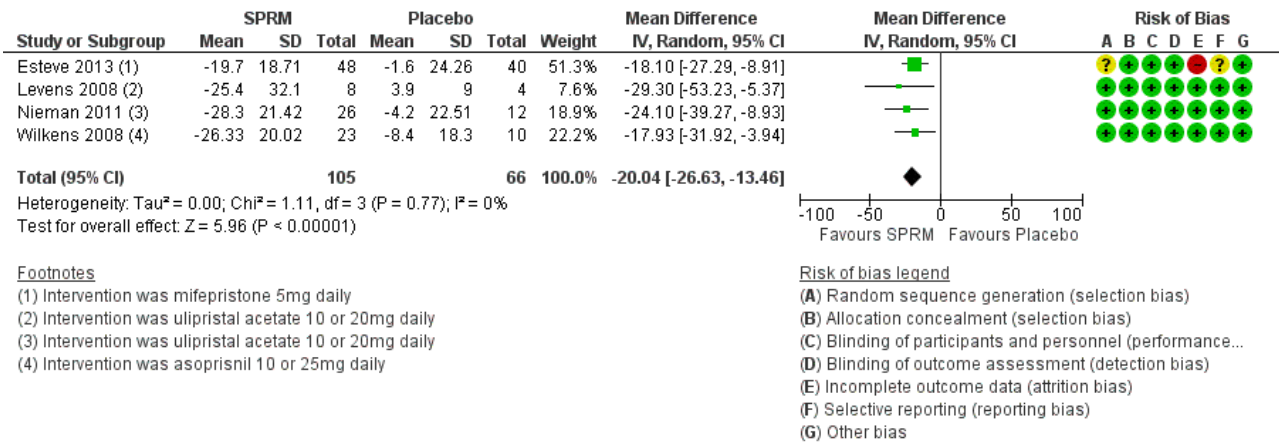 SPRM Placebo Mean Difference Mean Difference Risk of Bias
Study or Subgroup Mean SD Total Mean SD Total Weight IV, Random, 95% CI IV, Random, 95% CI A B C D E F G
Esteve 2013 (1) -19.7 18.71 48 -1.6 24.26 40 51.3% -18.10 [-27.29, -8.91] ? + + + - ? +
Levens 2008 (2) -25.4 32.1 8 3.9 9 4 7.6% -29.30 [-53.23, -5.37] + + + + + + +
Nieman 2011 (3) -28.3 21.42 26 -4.2 22.51 12 18.9% -24.10 [-39.27, -8.93] + + + + + + +
Wilkens 2008 (4) -26.33 20.02 23 -8.4 18.3 10 22.2% -17.93 [-31.92, -3.94] + + + + + + +
Total (95% CI) 105 66 100.0% -20.04 [-26.63, -13.46]
Heterogeneity: Tau² = 0.00; Chi² = 1.11, df = 3 (P = 0.77); I² = 0%
Test for overall effect: Z = 5.96 (P < 0.00001)
-100 -50 0 50 100
Favours SPRM Favours Placebo
Footnotes
(1) Intervention was mifepristone 5mg daily
(2) Intervention was ulipristal acetate 10 or 20mg daily
(3) Intervention was ulipristal acetate 10 or 20mg daily
(4) Intervention was asoprisnil 10 or 25mg daily
Risk of bias legend
(A) Random sequence generation (selection bias)
(B) Allocation concealment (selection bias)
(C) Blinding of participants and personnel (performance...
(D) Blinding of outcome assessment (detection bias)
(E) Incomplete outcome data (attrition bias)
(F) Selective reporting (reporting bias)
(G) Other bias